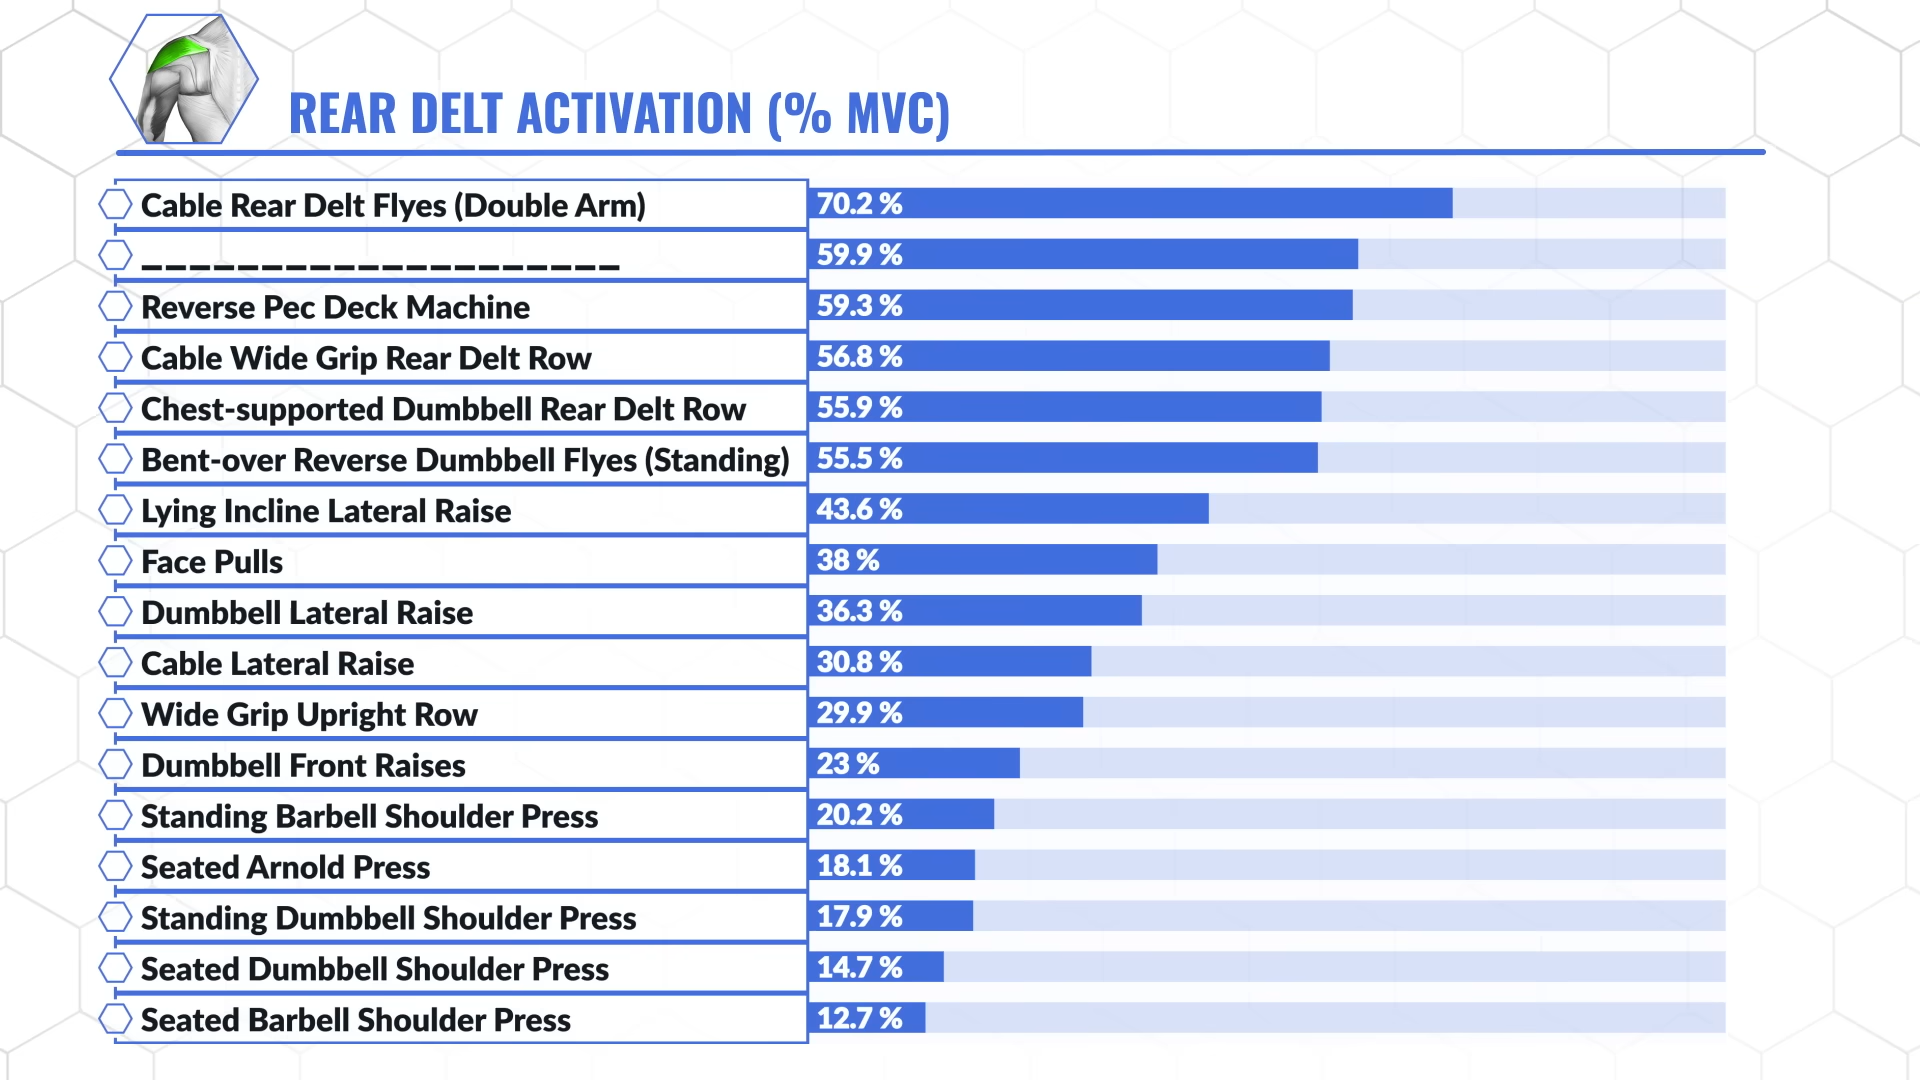 REAR DELT ACTIVATION (% MVC)
Cable Rear Delt Flyes (Double Arm) 70.2 %
____________________ 59.9 %
Reverse Pec Deck Machine 59.3 %
Cable Wide Grip Rear Delt Row 56.8 %
Chest-supported Dumbbell Rear Delt Row 55.9 %
Bent-over Reverse Dumbbell Flyes (Standing) 55.5 %
Lying Incline Lateral Raise 43.6 %
Face Pulls 38 %
Dumbbell Lateral Raise 36.3 %
Cable Lateral Raise 30.8 %
Wide Grip Upright Row 29.9 %
Dumbbell Front Raises 23 %
Standing Barbell Shoulder Press 20.2 %
Seated Arnold Press 18.1 %
Standing Dumbbell Shoulder Press 17.9 %
Seated Dumbbell Shoulder Press 14.7 %
Seated Barbell Shoulder Press 12.7 %